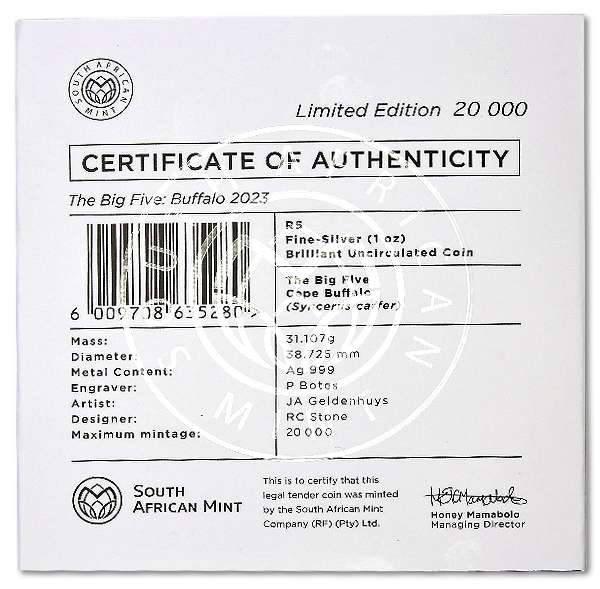 SOUTH AFRICAN MINT
Limited Edition 20 000
CERTIFICATE OF AUTHENTICITY
The Big Five: Buffalo 2023
R5
Fine-Silver (1 oz)
Brilliant Uncirculated Coin
The Big Five
Cape Buffalo
(Syncerus caffer)
6 009708 635280 >
Mass: 31.107g
Diameter: 38.725 mm
Metal Content: Ag 999
Engraver: P Botes
Artist: JA Geldenhuys
Designer: RC Stone
Maximum mintage: 20 000
SOUTH
AFRICAN MINT
This is to certify that this
legal tender coin was minted
by the South African Mint
Company (RF) (Pty) Ltd.
Honey Mamabolo
Managing Director
SOUTH AFRICAN MINT